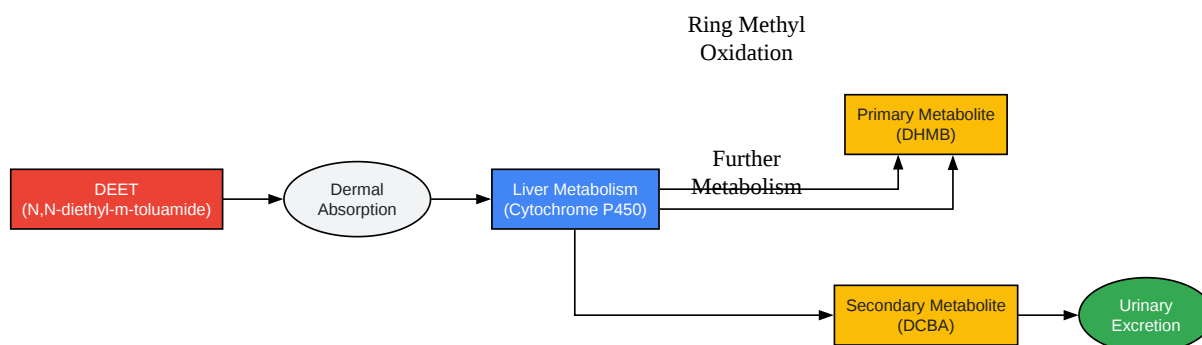 Ring Methyl
Oxidation
Primary Metabolite
(DHMB)
Further
Metabolism
DEET
(N,N-diethyl-m-toluamide)
Dermal
Absorption
Liver Metabolism
(Cytochrome P450)
Secondary Metabolite
(DCBA)
Urinary
Excretion